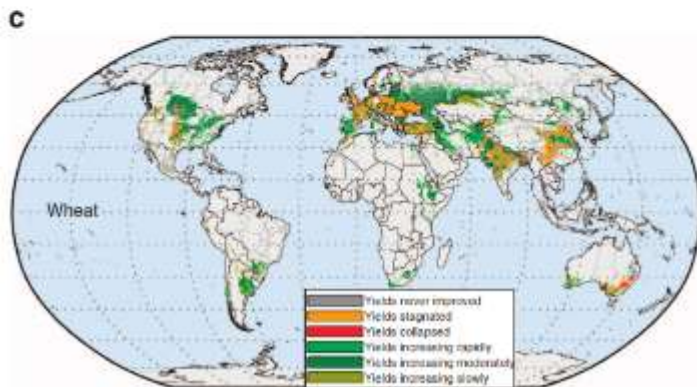 c
Wheat
Yields never improved
Yields stagnated
Yields collapsed
Yields increasing rapidly
Yields increasing moderately
Yields increasing slowly